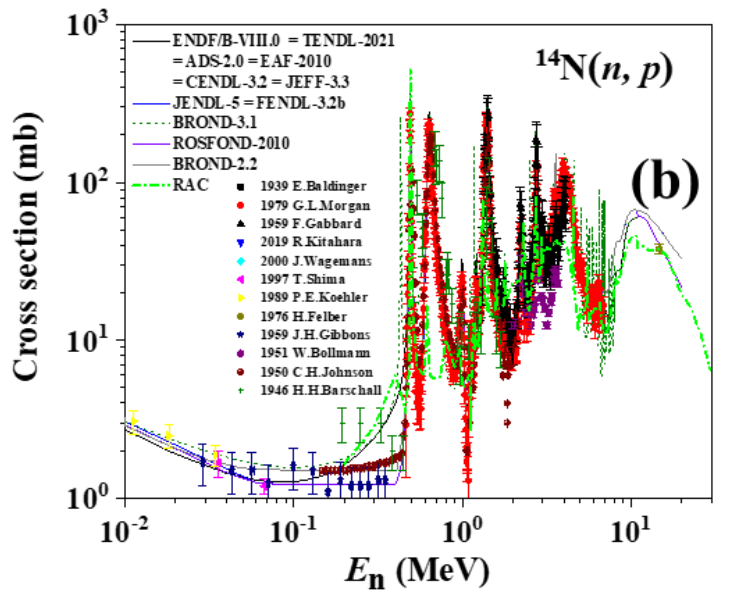 10³
10²
10¹
10⁰
Cross section (mb)
ENDF/B-VIII.0 = TENDL-2021
= ADS-2.0 = EAF-2010
= CENDL-3.2 = JEFF-3.3
JENDL-5 = FENDL-3.2b
BROND-3.1
ROSFOND-2010
BROND-2.2
RAC
1939 E.Baldinger
1979 G.L.Morgan
1959 F.Gabbard
2019 R.Kitahara
2000 J.Wagemans
1997 T.Shima
1989 P.E.Koehler
1976 H.Felber
1959 J.H.Gibbons
1951 W.Bollmann
1950 C.H.Johnson
1946 H.H.Barschall
¹⁴N(n, p)
(b)
10⁻² 10⁻¹ 10⁰ 10¹
Eₙ (MeV)